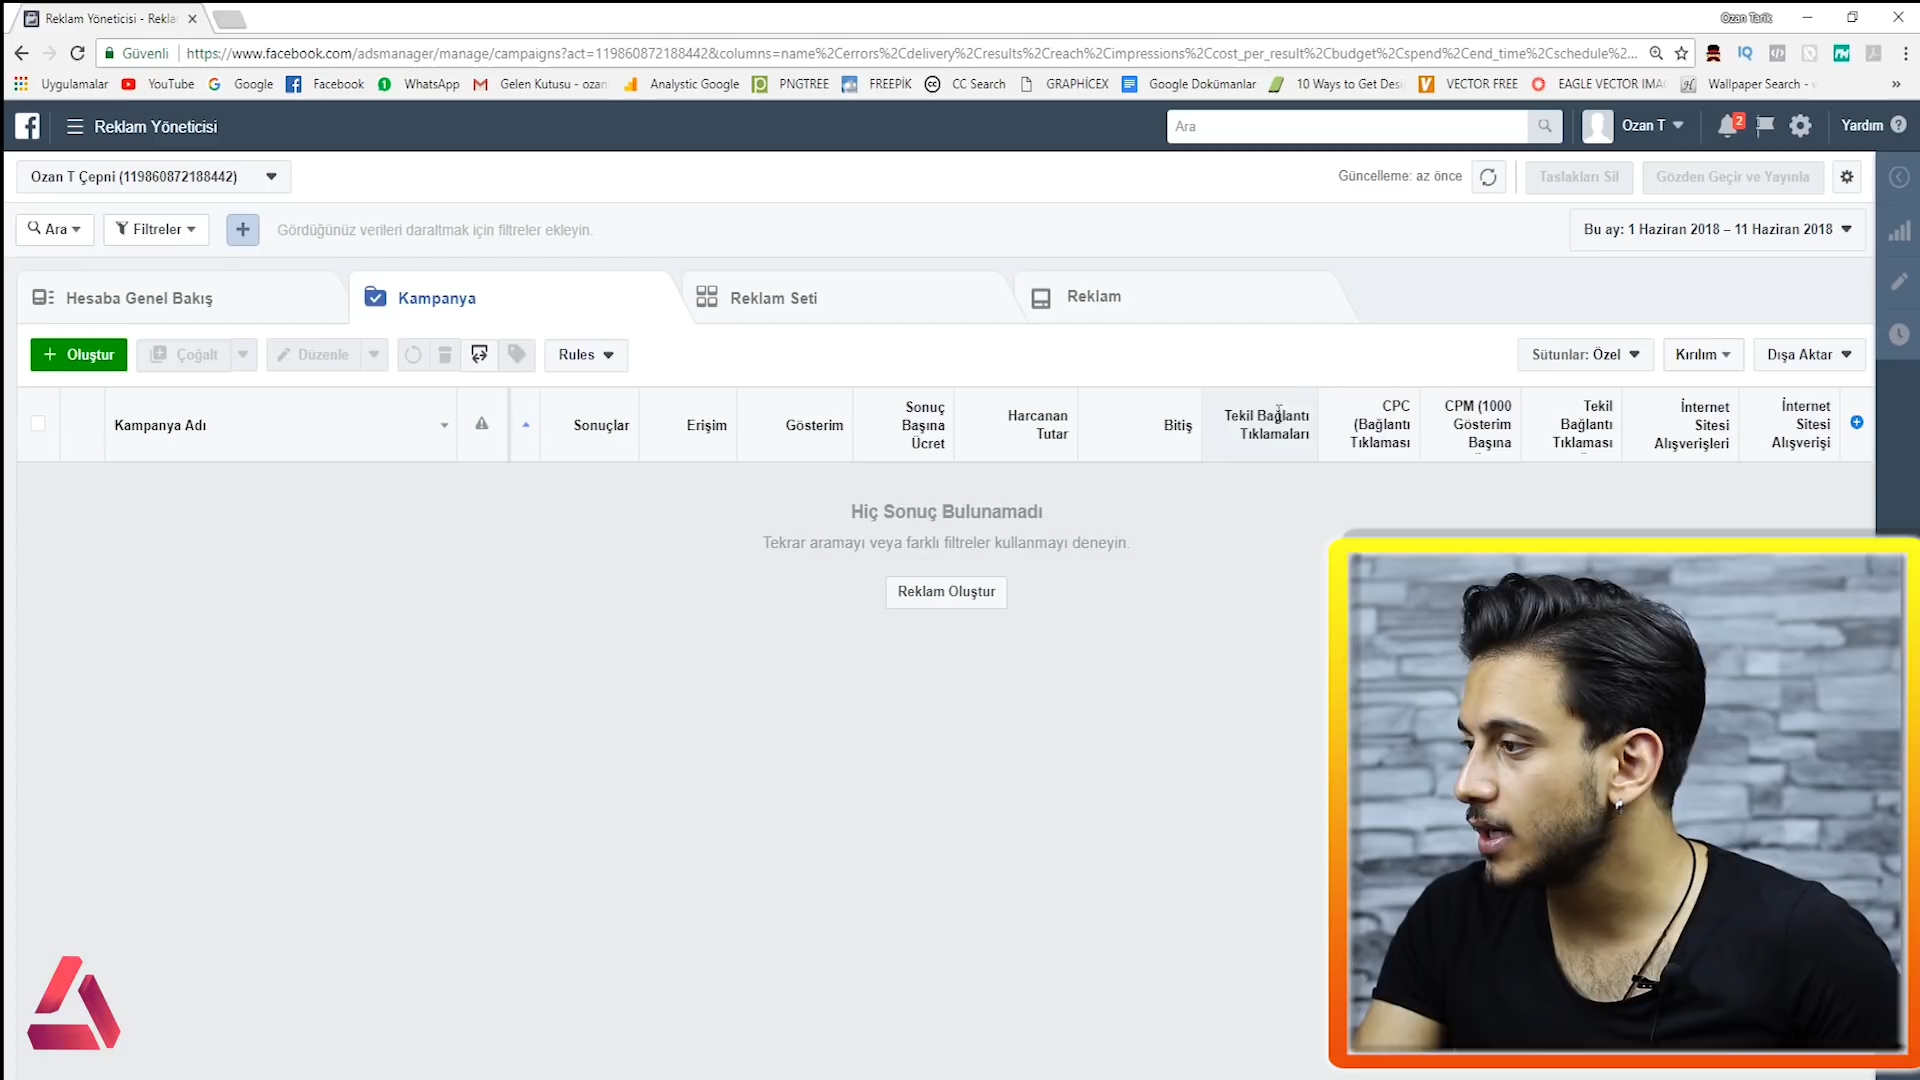 Reklam Yöneticisi - Rekla
Ozan Tarik
Güvenli
https://www.facebook.com/adsmanager/manage/campaigns?act=119860872188442&columns=name%2Cerrors%2Cdelivery%2Cresults%2Creach%2Cimpressions%2Ccost_per_result%2Cbudget%2Cspend%2Cend_time%2Cschedule%2...
Uygulamalar YouTube Google Facebook WhatsApp Gelen Kutusu - ozan Analystic Google PNGTREE FREEPİK CC Search GRAPHİCEX Google Dokümanlar 10 Ways to Get Des VECTOR FREE EAGLE VECTOR IMA Wallpaper Search - »
Reklam Yöneticisi
Ara
Ozan T
2
Yardım
Ozan T Çepni (119860872188442)
Güncelleme: az önce
Taslakları Sil
Gözden Geçir ve Yayınla
Ara
Filtreler
Gördüğünüz verileri daraltmak için filtreler ekleyin.
Bu ay: 1 Haziran 2018 – 11 Haziran 2018
Hesaba Genel Bakış
Kampanya
Reklam Seti
Reklam
+ Oluştur
Çoğalt
Düzenle
Rules
Sütunlar: Özel
Kırılım
Dışa Aktar
Kampanya Adı
Sonuçlar
Erişim
Gösterim
Sonuç
Başına
Ücret
Harcanan
Tutar
Bitiş
Tekil Bağlantı
Tıklamaları
CPC
(Bağlantı
Tıklaması
CPM (1000
Gösterim
Başına
Tekil
Bağlantı
Tıklaması
İnternet
Sitesi
Alışverişleri
İnternet
Sitesi
Alışverişi
Hiç Sonuç Bulunamadı
Tekrar aramayı veya farklı filtreler kullanmayı deneyin.
Reklam Oluştur